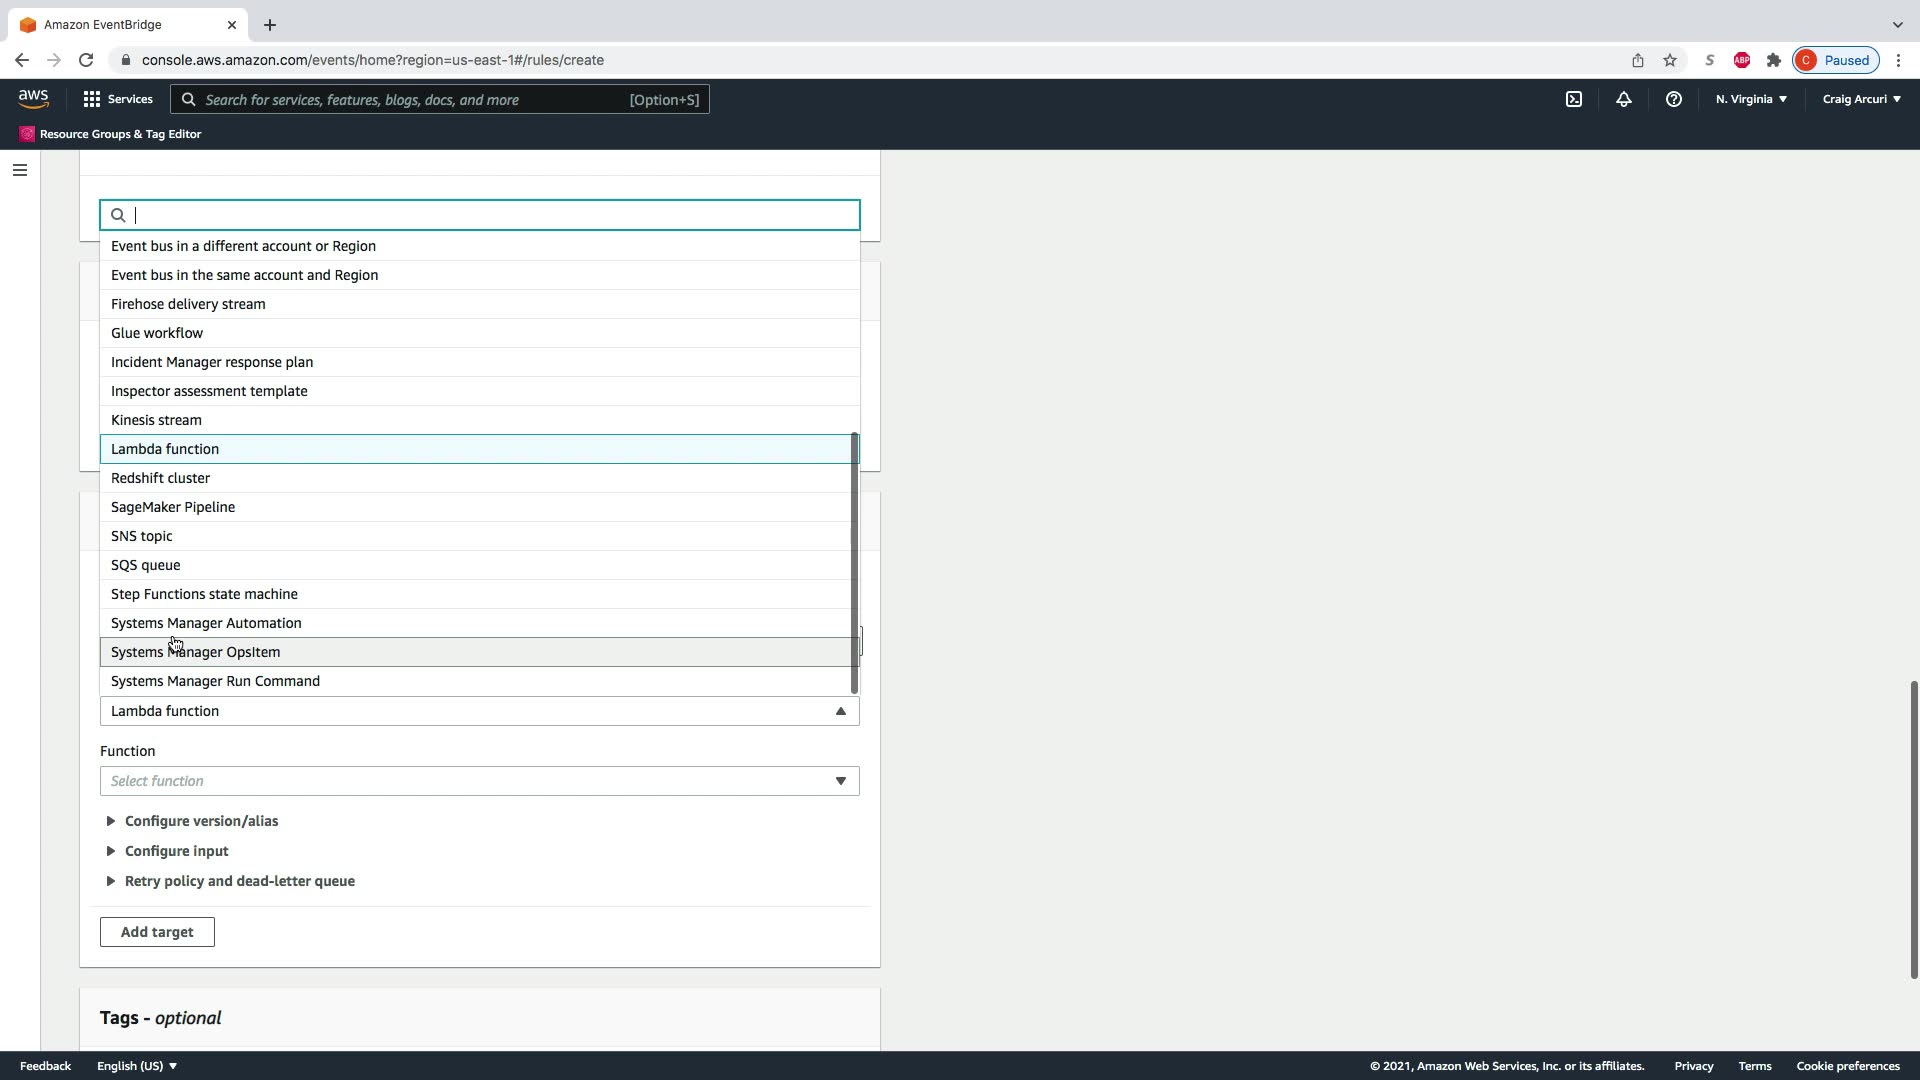 Amazon EventBridge
console.aws.amazon.com/events/home?region=us-east-1#/rules/create
S
ABP
C
Paused
aws
Services
Search for services, features, blogs, docs, and more
[Option+S]
N. Virginia
Craig Arcuri
Resource Groups & Tag Editor
Event bus in a different account or Region
Event bus in the same account and Region
Firehose delivery stream
Glue workflow
Incident Manager response plan
Inspector assessment template
Kinesis stream
Lambda function
Redshift cluster
SageMaker Pipeline
SNS topic
SQS queue
Step Functions state machine
Systems Manager Automation
Systems Manager OpsItem
Systems Manager Run Command
Lambda function
Function
Select function
Configure version/alias
Configure input
Retry policy and dead-letter queue
Add target
Tags - optional
Feedback
English (US)
© 2021, Amazon Web Services, Inc. or its affiliates.
Privacy
Terms
Cookie preferences